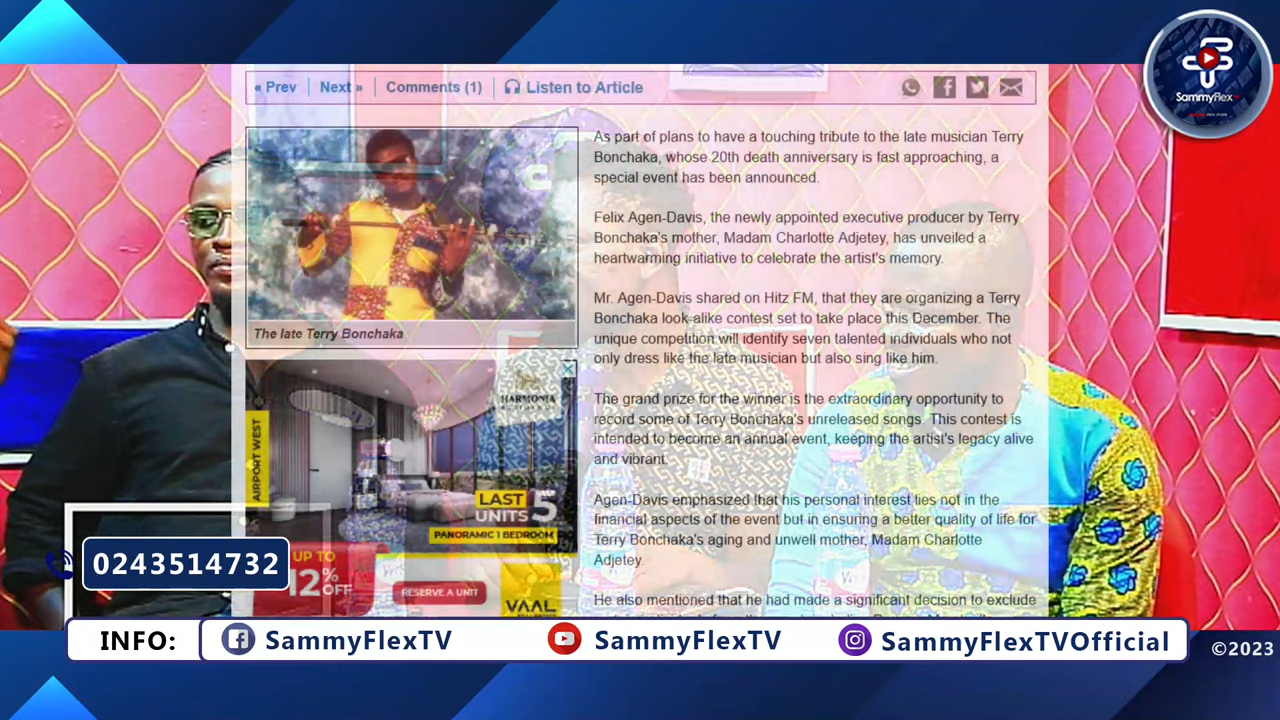 SammyFlex
« Prev
Next »
Comments (1)
Listen to Article
As part of plans to have a touching tribute to the late musician Terry
Bonchaka, whose 20th death anniversary is fast approaching, a
special event has been announced.
Felix Agen-Davis, the newly appointed executive producer by Terry
Bonchaka's mother, Madam Charlotte Adjetey, has unveiled a
heartwarming initiative to celebrate the artist's memory.
Mr. Agen-Davis shared on Hitz FM, that they are organizing a Terry
Bonchaka look-alike contest set to take place this December. The
unique competition will identify seven talented individuals who not
only dress like the late musician but also sing like him.
The grand prize for the winner is the extraordinary opportunity to
record some of Terry Bonchaka's unreleased songs. This contest is
intended to become an annual event, keeping the artist's legacy alive
and vibrant.
Agen-Davis emphasized that his personal interest lies not in the
financial aspects of the event but in ensuring a better quality of life for
Terry Bonchaka's aging and unwell mother, Madam Charlotte
Adjetey.
He also mentioned that he had made a significant decision to exclude
The late Terry Bonchaka
HARMONIA
AIRPORT WEST
LAST 5
UNITS
PANORAMIC 1 BEDROOM
UP TO
12% OFF
RESERVE A UNIT
VAAL
0243514732
INFO:
SammyFlexTV
SammyFlexTV
SammyFlexTVOfficial
©2023